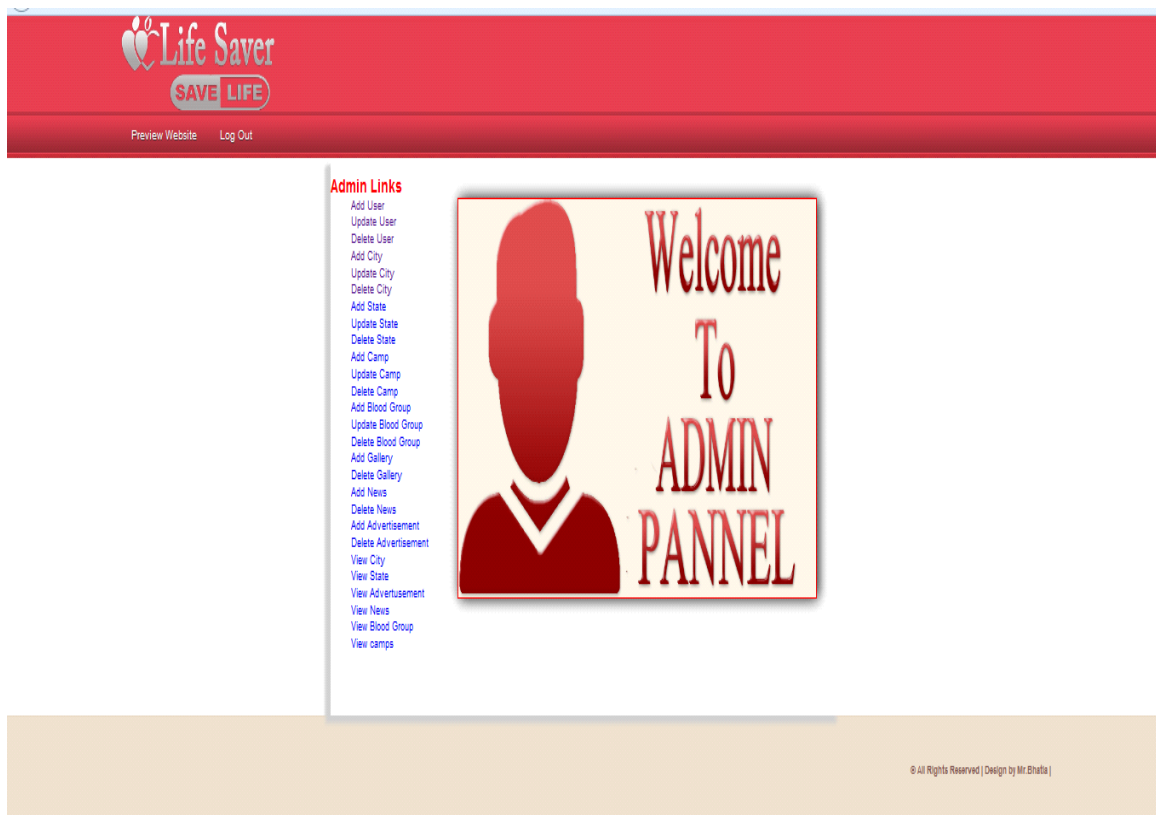 Life Saver
SAVE LIFE
Preview Website Log Out
Admin Links
Add User
Update User
Delete User
Add City
Update City
Delete City
Add State
Update State
Delete State
Add Camp
Update Camp
Delete Camp
Add Blood Group
Update Blood Group
Delete Blood Group
Add Gallery
Delete Gallery
Add News
Delete News
Add Advertisement
Delete Advertisement
View City
View State
View Advertusement
View News
View Blood Group
View camps
Welcome
To
ADMIN
PANNEL
® All Rights Reserved | Design by Mr.Bhatia |